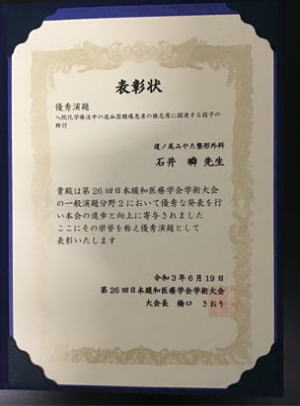 表彰状
優秀演題
入院化学療法中の造血器腫瘍患者の倦怠感に関連する因子の
検討
道ノ尾みやた整形外科
石井 瞬 先生
貴殿は第26回日本緩和医療学会学術大会
の一般演題分野2において優秀な発表を行
い本会の進歩と向上に寄与されました
ここにその栄誉を称え優秀演題として
表彰いたします
令和3年6月19日
第26回日本緩和医療学会学術大会
大会長 橋口 さおり